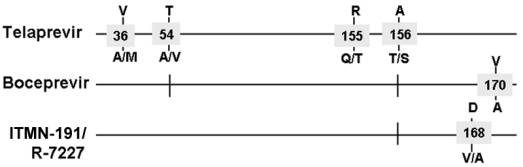 V T R A
Telaprevir 36 54 155 156
A/M A/V Q/T T/S
V
Boceprevir 170
D A
ITMN-191/ 168
R-7227
V/A